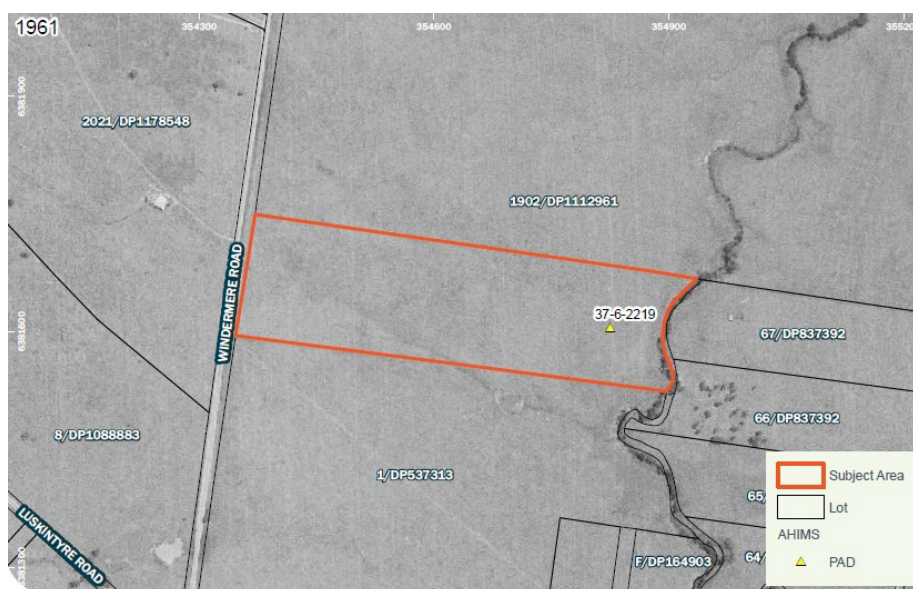 1961
354300
354600
354900
35520
6381900
2021/DP1178548
1902/DP1112961
WINDERMERE ROAD
37-6-2219
6381600
67/DP837392
66/DP837392
8/DP1088883
1/DP537313
65/
LUSKINTYRE ROAD
6381300
F/DP164903
64/
Subject Area
Lot
AHIMS
PAD